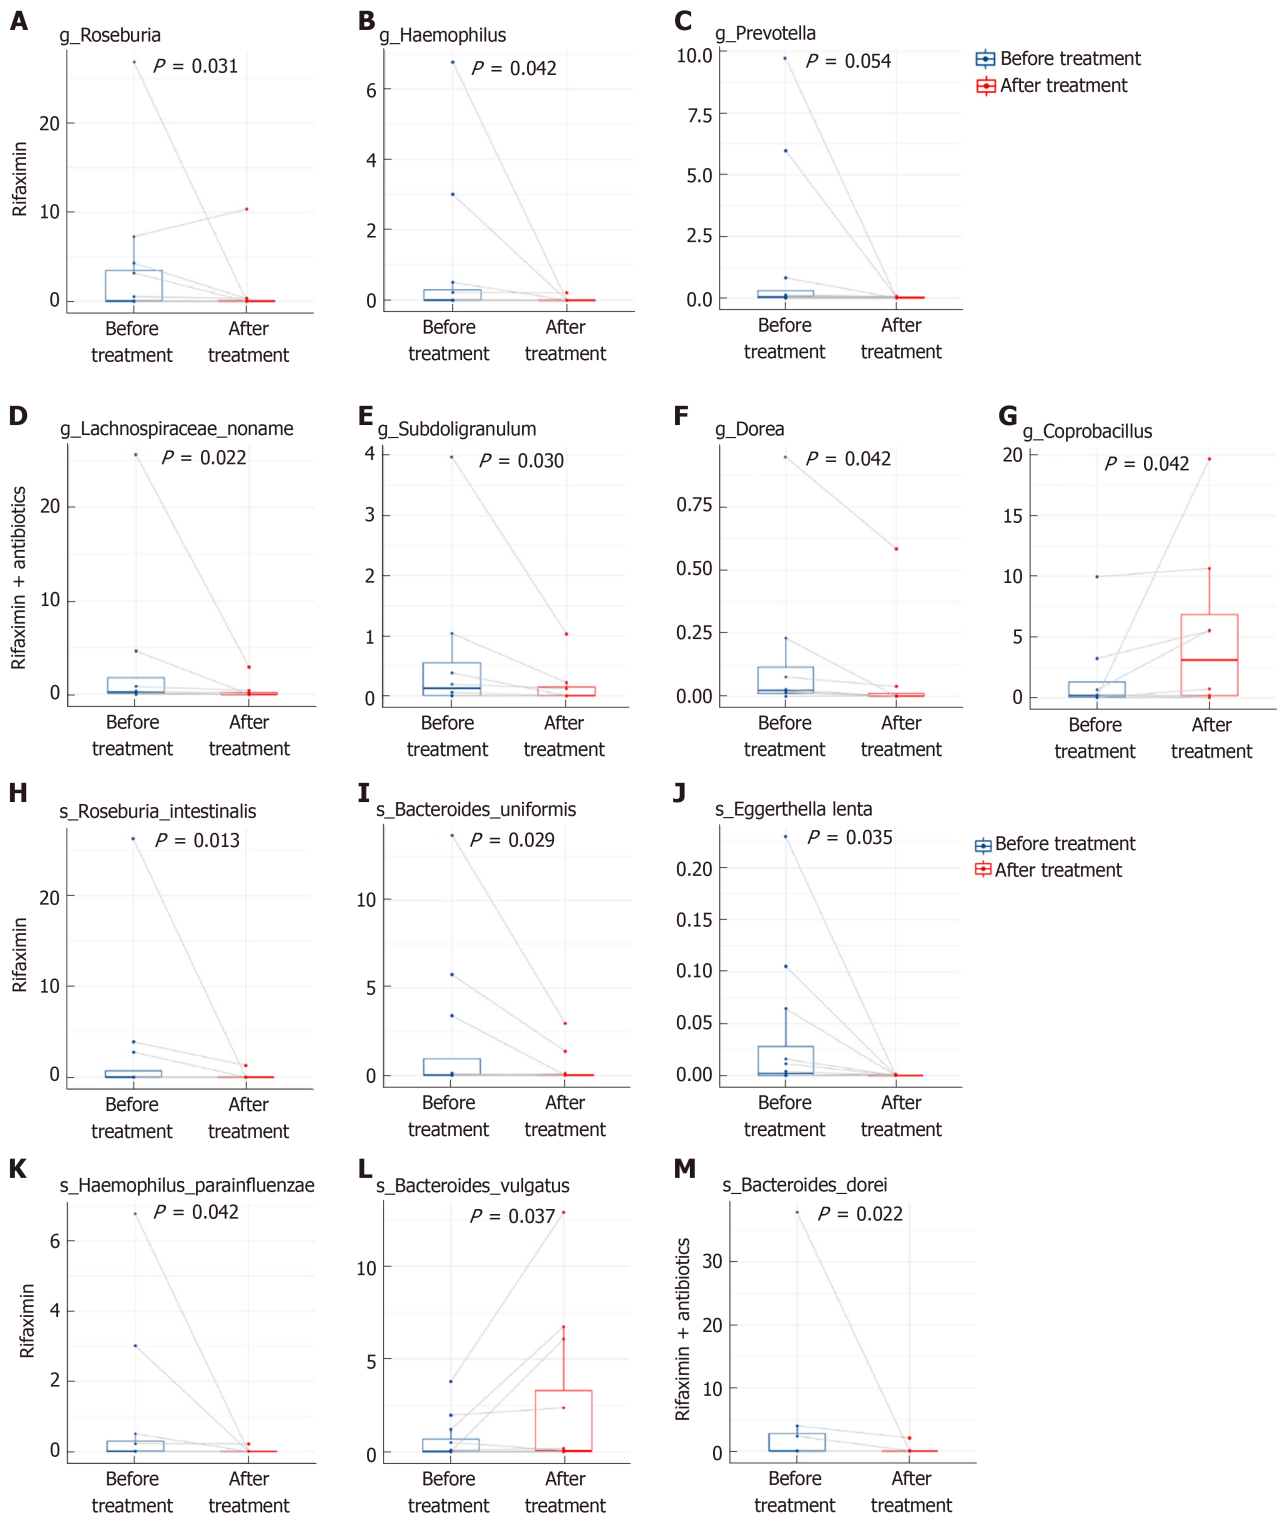 A
g_Roseburia
P = 0.031
20
10
0
Rifaximin
Before treatment
After treatment
B
g_Haemophilus
P = 0.042
6
4
2
0
Before treatment
After treatment
C
g_Prevotella
P = 0.054
10.0
7.5
5.0
2.5
0.0
Before treatment
After treatment
Before treatment
After treatment
D
g_Lachnospiraceae_noname
P = 0.022
20
10
0
Rifaximin + antibiotics
Before treatment
After treatment
E
g_Subdoligranulum
P = 0.030
4
3
2
1
0
Before treatment
After treatment
F
g_Dorea
P = 0.042
0.75
0.50
0.25
0.00
Before treatment
After treatment
G
g_Coprobacillus
P = 0.042
20
15
10
5
0
Before treatment
After treatment
H
s_Roseburia_intestinalis
P = 0.013
20
10
0
Rifaximin
Before treatment
After treatment
I
s_Bacteroides_uniformis
P = 0.029
10
5
0
Before treatment
After treatment
J
s_Eggerthella lenta
P = 0.035
0.20
0.15
0.10
0.05
0.00
Before treatment
After treatment
Before treatment
After treatment
K
s_Haemophilus_parainfluenzae
P = 0.042
6
4
2
0
Rifaximin
Before treatment
After treatment
L
s_Bacteroides_vulgatus
P = 0.037
10
5
0
Before treatment
After treatment
M
s_Bacteroides_dorei
P = 0.022
30
20
10
0
Rifaximin + antibiotics
Before treatment
After treatment